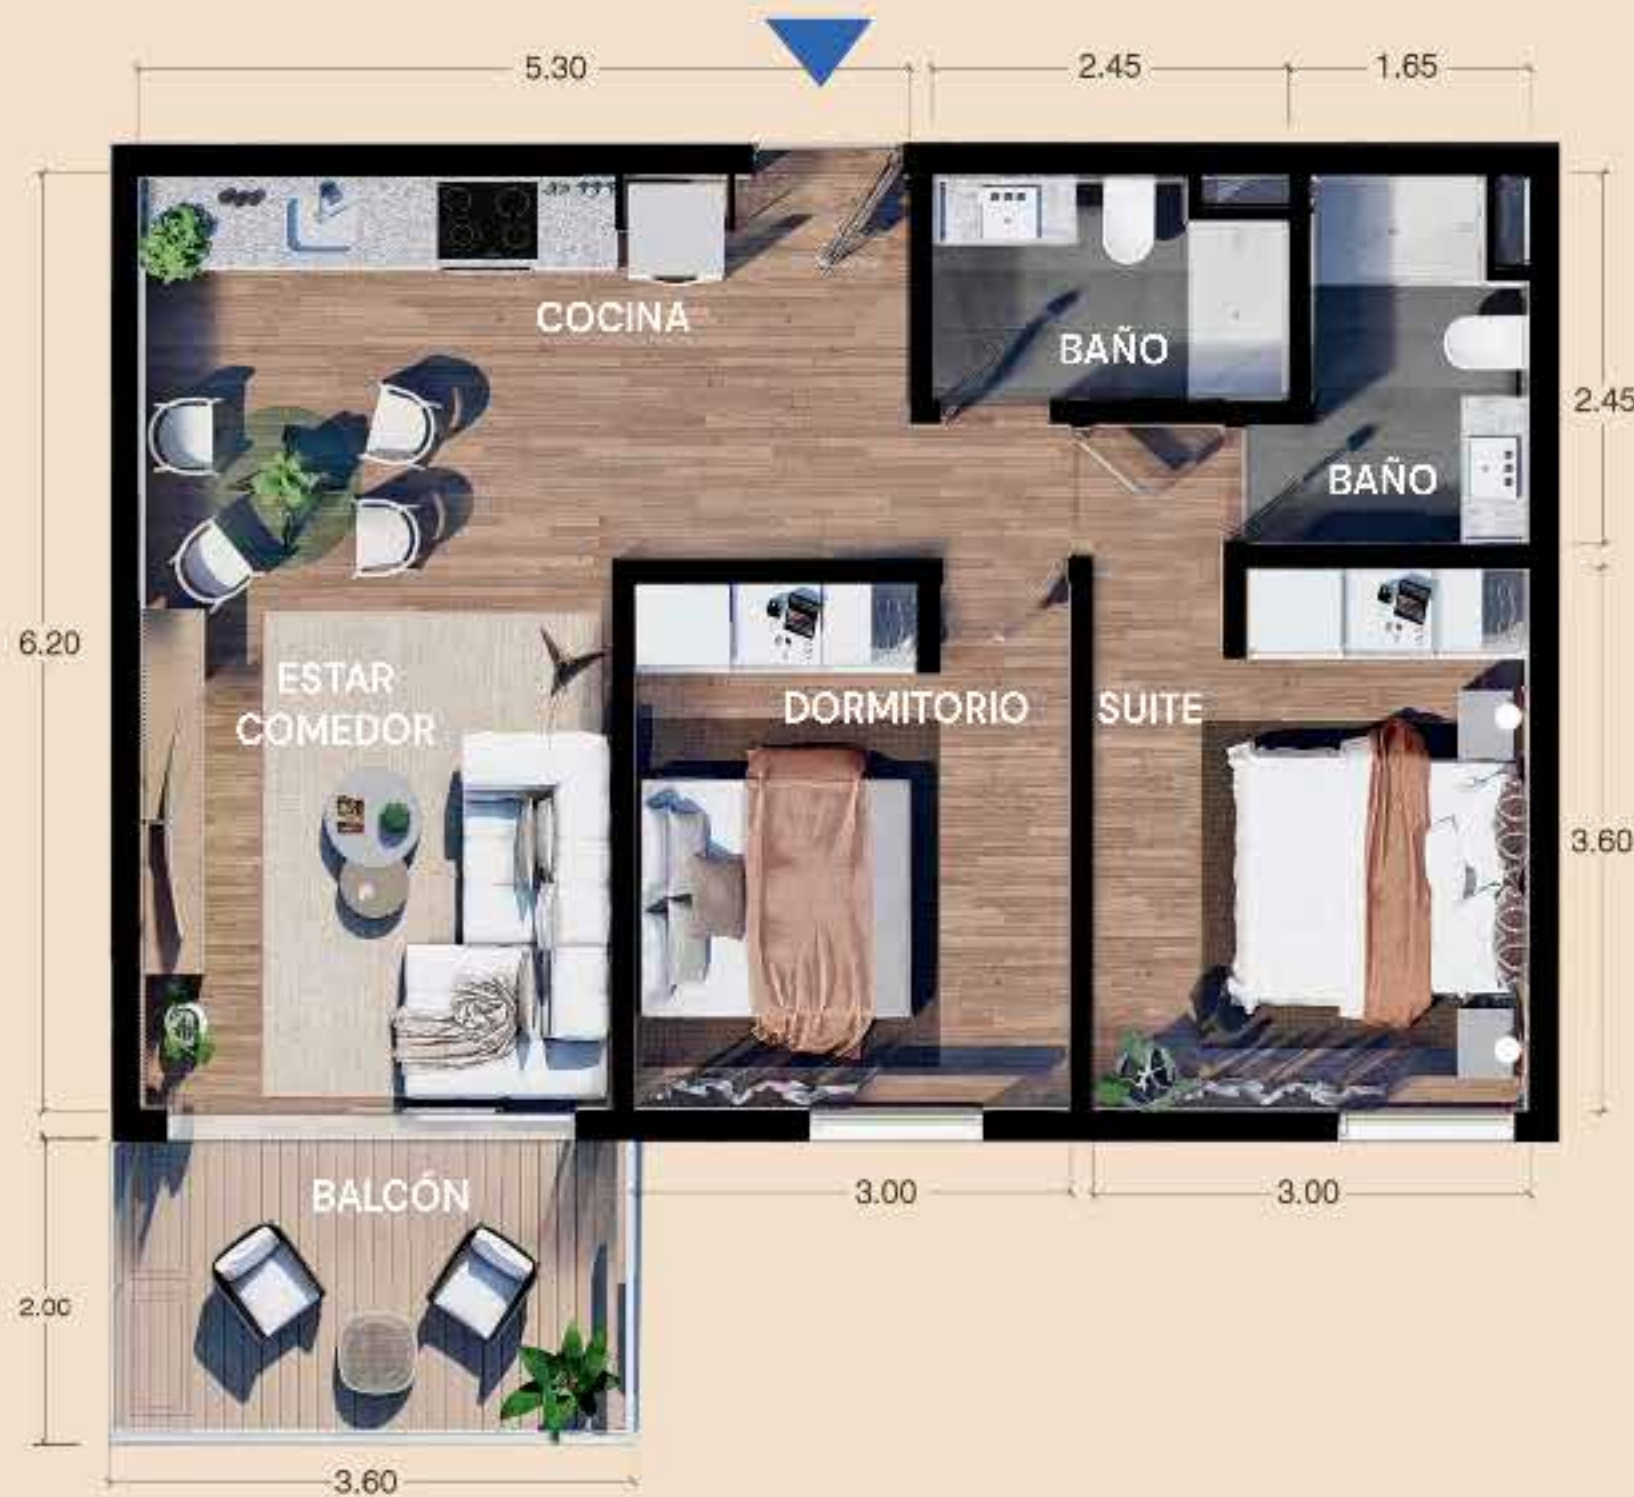 5.30
2.45
1.65
COCINA
BAÑO
2.45
BAÑO
6.20
ESTAR
COMEDOR
DORMITORIO
SUITE
3.60
BALCÓN
3.00
3.00
2.00
3.60